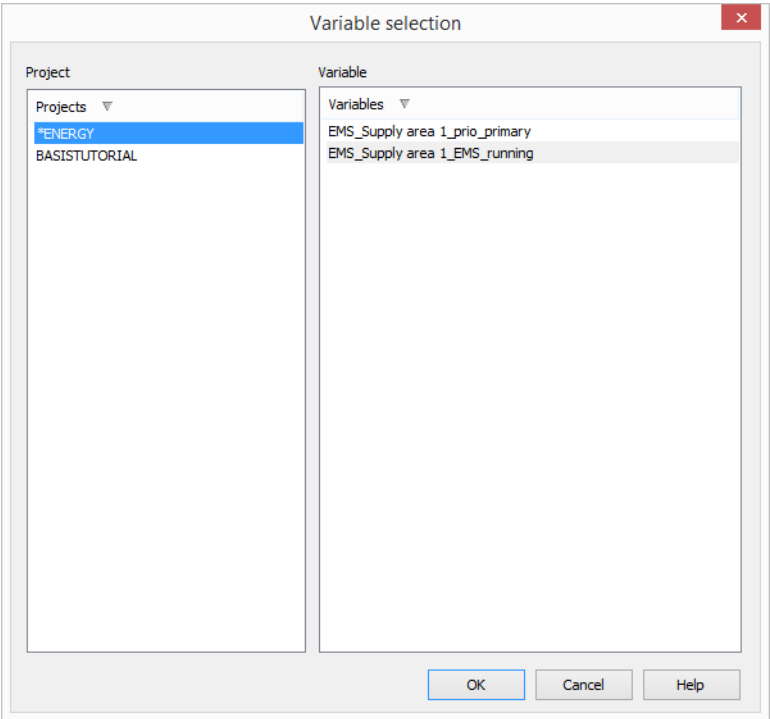 Variable selection
Project
Variable
Projects
Variables
*ENERGY
BASISTUTORIAL
EMS_Supply area 1_prio_primary
EMS_Supply area 1_EMS_running
OK
Cancel
Help